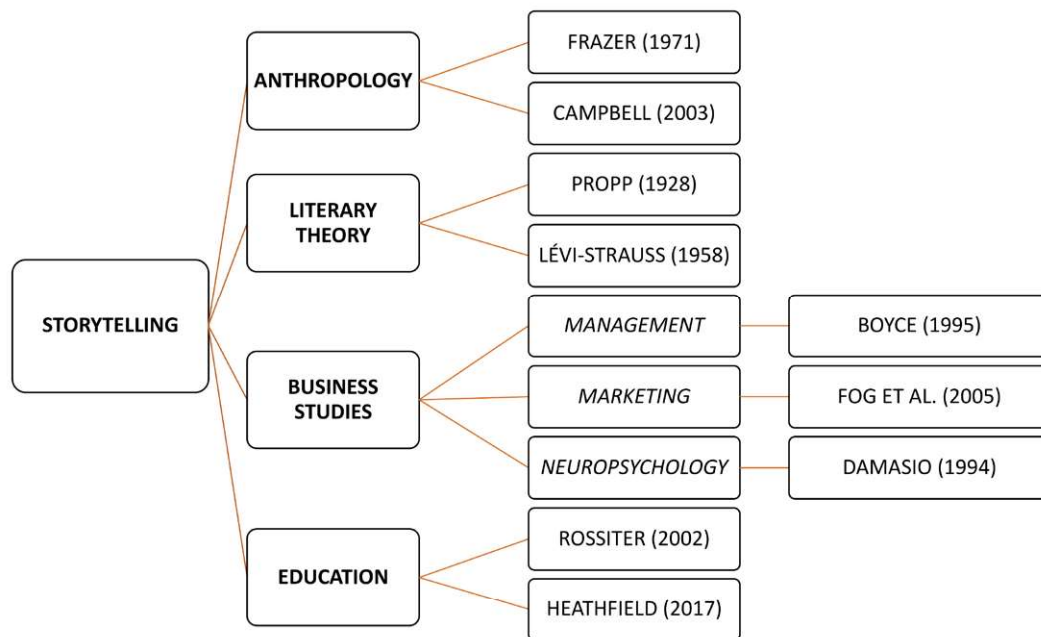 STORYTELLING
ANTHROPOLOGY
FRAZER (1971)
CAMPBELL (2003)
LITERARY
THEORY
PROPP (1928)
LÉVI-STRAUSS (1958)
BUSINESS
STUDIES
MANAGEMENT
BOYCE (1995)
MARKETING
FOG ET AL. (2005)
NEUROPSYCHOLOGY
DAMASIO (1994)
EDUCATION
ROSSITER (2002)
HEATHFIELD (2017)